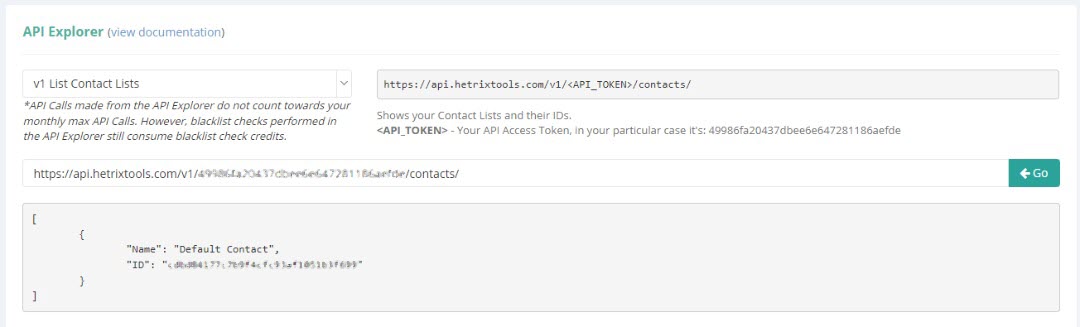 API Explorer (view documentation)
v1 List Contact Lists
https://api.hetrixtools.com/v1/<API_TOKEN>/contacts/
*API Calls made from the API Explorer do not count towards your
monthly max API Calls. However, blacklist checks performed in
the API Explorer still consume blacklist check credits.
Shows your Contact Lists and their IDs.
<API_TOKEN> - Your API Access Token, in your particular case it's: 49986fa20437dbee6e647281186aefde
https://api.hetrixtools.com/v1/ /contacts/
Go
[
{
"Name": "Default Contact",
"ID": " "
}
]